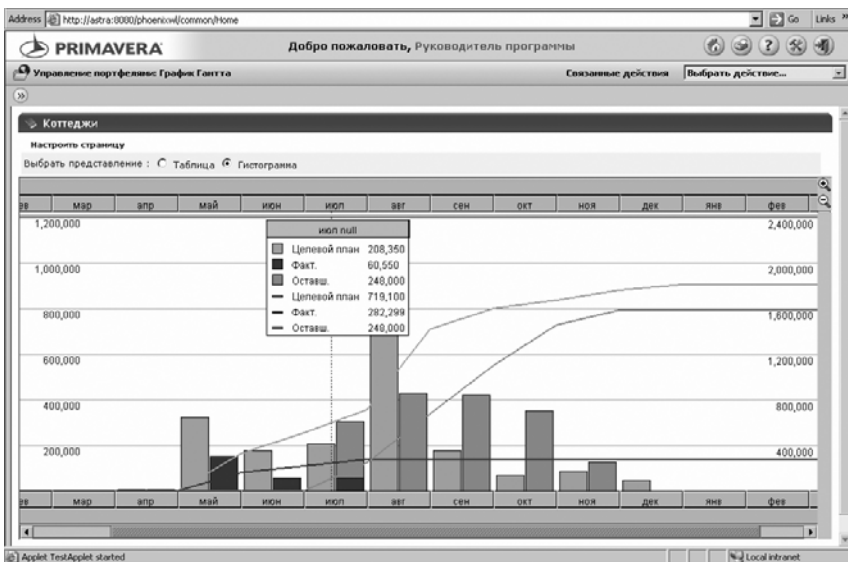 Address http://astra:8080/phoenixwl/common/Home Go Links »
PRIMAVERA Добро пожаловать, Руководитель программы
Управление портфелями: График Гантта Связанные действия Выбрать действие...
Коттеджи
Настроить страницу
Выбрать представление : Таблица Гистограмма
ев мар апр май июн июл авг сен окт ноя дек янв фев
1,200,000 2,400,000
июл null
Целевой план 208,350
1,000,000 Факт. 60,550 2,000,000
Оставш. 248,000
Целевой план 719,100
800,000 Факт. 282,299 1,600,000
Оставш. 248,000
600,000 1,200,000
400,000 800,000
200,000 400,000
ев мар апр май июн июл авг сен окт ноя дек янв фев
Applet TestApplet started Local intranet